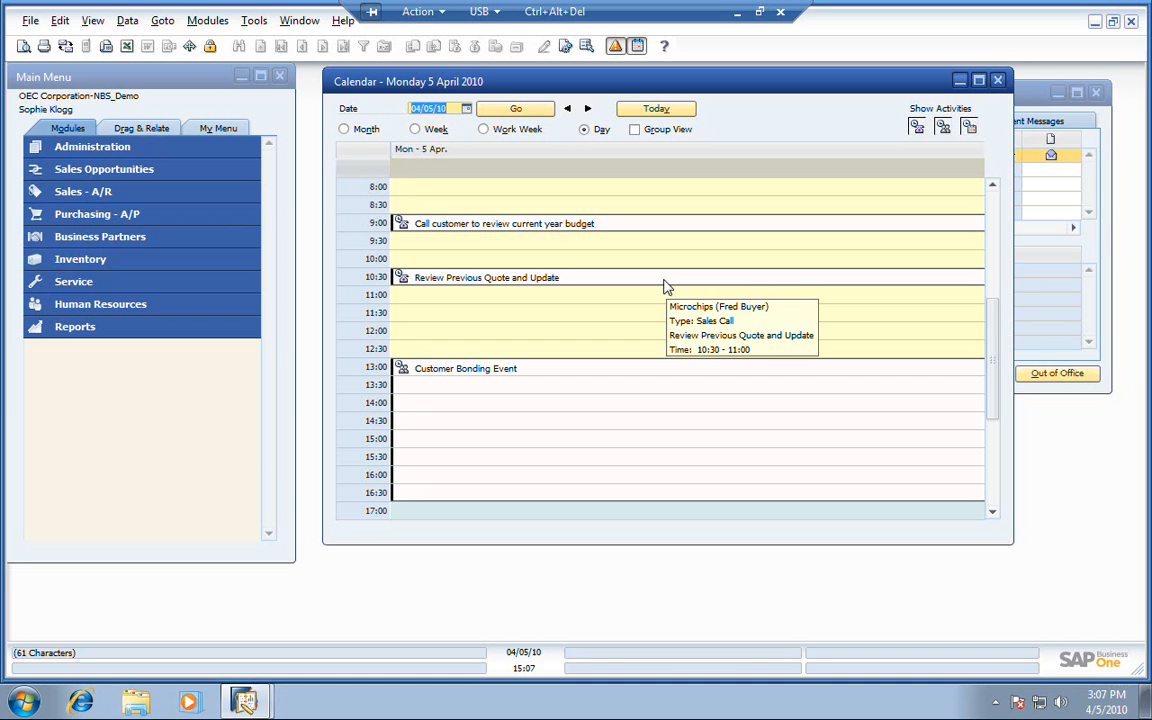 Action
USB
Ctrl+Alt+Del
File Edit View Data Goto Modules Tools Window Help
Main Menu
OEC Corporation-NBS_Demo
Sophie Klogg
Modules Drag & Relate My Menu
Administration
Sales Opportunities
Sales - A/R
Purchasing - A/P
Business Partners
Inventory
Service
Human Resources
Reports
Calendar - Monday 5 April 2010
Date 04/05/10 Go Today
Show Activities
Month Week Work Week Day Group View
Mon - 5 Apr.
8:00
8:30
9:00 Call customer to review current year budget
9:30
10:00
10:30 Review Previous Quote and Update
11:00
11:30
12:00
12:30
13:00 Customer Bonding Event
13:30
14:00
14:30
15:00
15:30
16:00
16:30
17:00
Microchips (Fred Buyer)
Type: Sales Call
Review Previous Quote and Update
Time: 10:30 - 11:00
nt Messages
Out of Office
(61 Characters)
04/05/10
15:07
SAP Business One
3:07 PM
4/5/2010